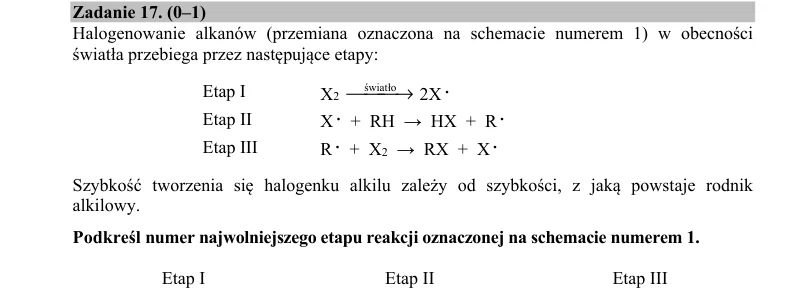 Zadanie 17. (0–1)
Halogenowanie alkanów (przemiana oznaczona na schemacie numerem 1) w obecności
światła przebiega przez następujące etapy:
Etap I X₂ —światło→ 2X·
Etap II X· + RH → HX + R·
Etap III R· + X₂ → RX + X·
Szybkość tworzenia się halogenku alkilu zależy od szybkości, z jaką powstaje rodnik
alkilowy.
Podkreśl numer najwolniejszego etapu reakcji oznaczonej na schemacie numerem 1.
Etap I Etap II Etap III